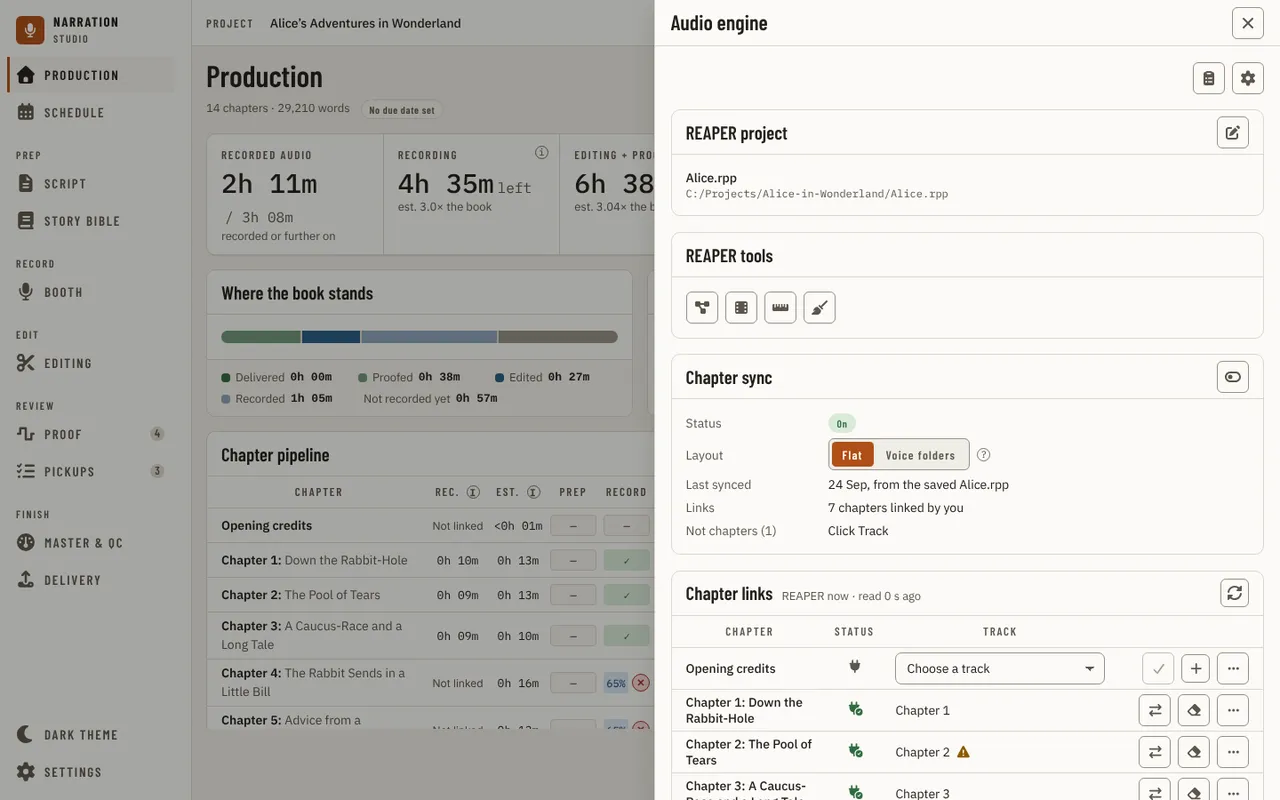 NARRATION
STUDIO
PRODUCTION
SCHEDULE
PREP
SCRIPT
STORY BIBLE
RECORD
BOOTH
EDIT
EDITING
REVIEW
PROOF 4
PICKUPS 3
FINISH
MASTER & QC
DELIVERY
DARK THEME
SETTINGS
PROJECT Alice's Adventures in Wonderland
Production
14 chapters · 29,210 words No due date set
RECORDED AUDIO
2h 11m
/ 3h 08m
recorded or further on
RECORDING
4h 35m left
est. 3.0× the book
EDITING + PRO
6h 38
est. 3.04× the b
Where the book stands
Delivered 0h 00m Proofed 0h 38m Edited 0h 27m
Recorded 1h 05m Not recorded yet 0h 57m
Chapter pipeline
CHAPTER REC. EST. PREP RECORD
Opening credits Not linked <0h 01m – –
Chapter 1: Down the Rabbit-Hole 0h 10m 0h 13m – ✓
Chapter 2: The Pool of Tears 0h 09m 0h 13m – ✓
Chapter 3: A Caucus-Race and a
Long Tale 0h 09m 0h 10m – ✓
Chapter 4: The Rabbit Sends in a
Little Bill Not linked 0h 16m – 65%
Chapter 5: Advice from a
Audio engine
REAPER project
Alice.rpp
C:/Projects/Alice-in-Wonderland/Alice.rpp
REAPER tools
Chapter sync
Status On
Layout Flat Voice folders ?
Last synced 24 Sep, from the saved Alice.rpp
Links 7 chapters linked by you
Not chapters (1) Click Track
Chapter links REAPER now · read 0 s ago
CHAPTER STATUS TRACK
Opening credits Choose a track
Chapter 1: Down the
Rabbit-Hole Chapter 1
Chapter 2: The Pool of
Tears Chapter 2
Chapter 3: A Caucus-
Chapter 3